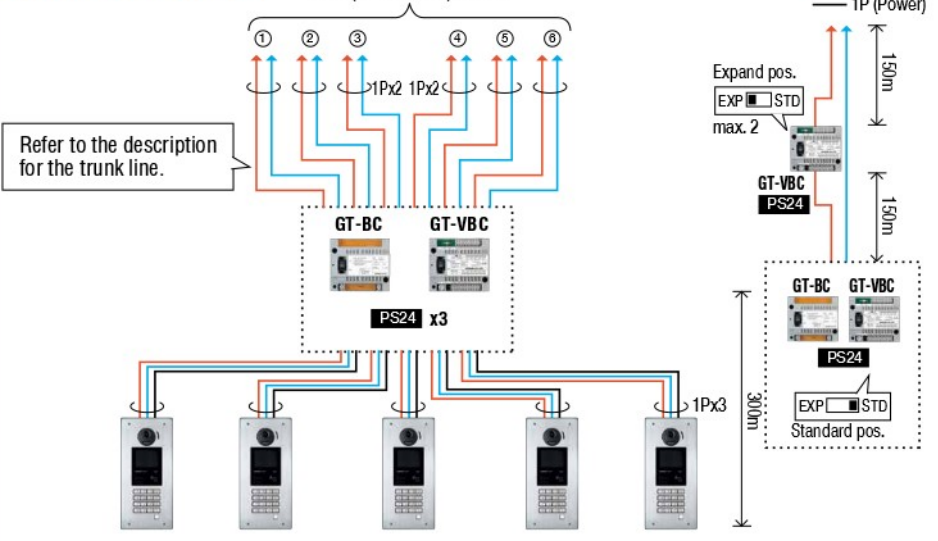 1P (Power)
① ② ③ ④ ⑤ ⑥
1Px2 1Px2
Refer to the description
for the trunk line.
GT-BC GT-VBC
PS24 x3
1Px3
300m
Expand pos.
EXP STD
max. 2
GT-VBC
PS24
150m
150m
GT-BC GT-VBC
PS24
EXP STD
Standard pos.